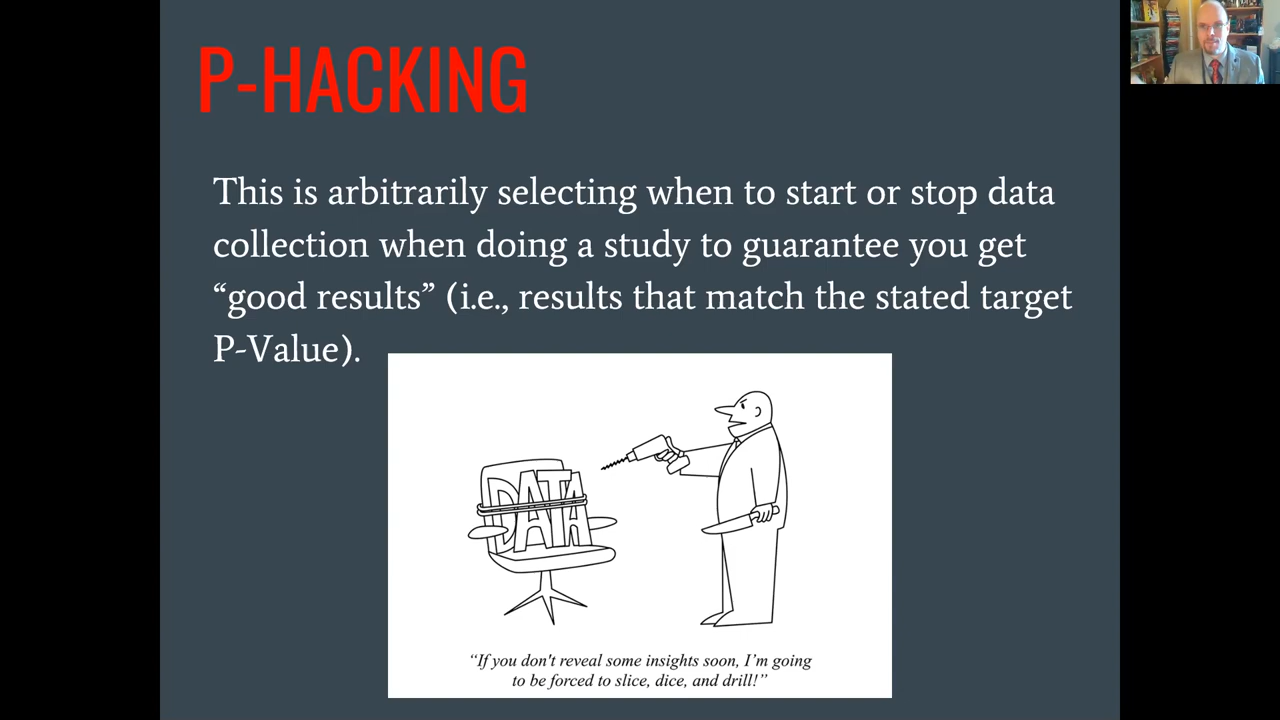 P-HACKING
This is arbitrarily selecting when to start or stop data
collection when doing a study to guarantee you get
“good results” (i.e., results that match the stated target
P-Value).
DATA
“If you don't reveal some insights soon, I'm going
to be forced to slice, dice, and drill!”